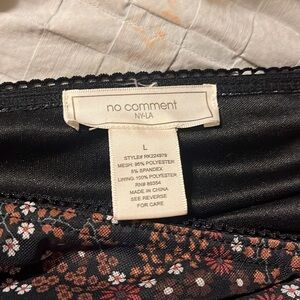 no comment
NY-LA
L
STYLE# RK224979
MESH: 95% POLYESTER
5% SPANDEX
LINING: 100% POLYESTER
RN# 89364
MADE IN CHINA
SEE REVERSE
FOR CARE